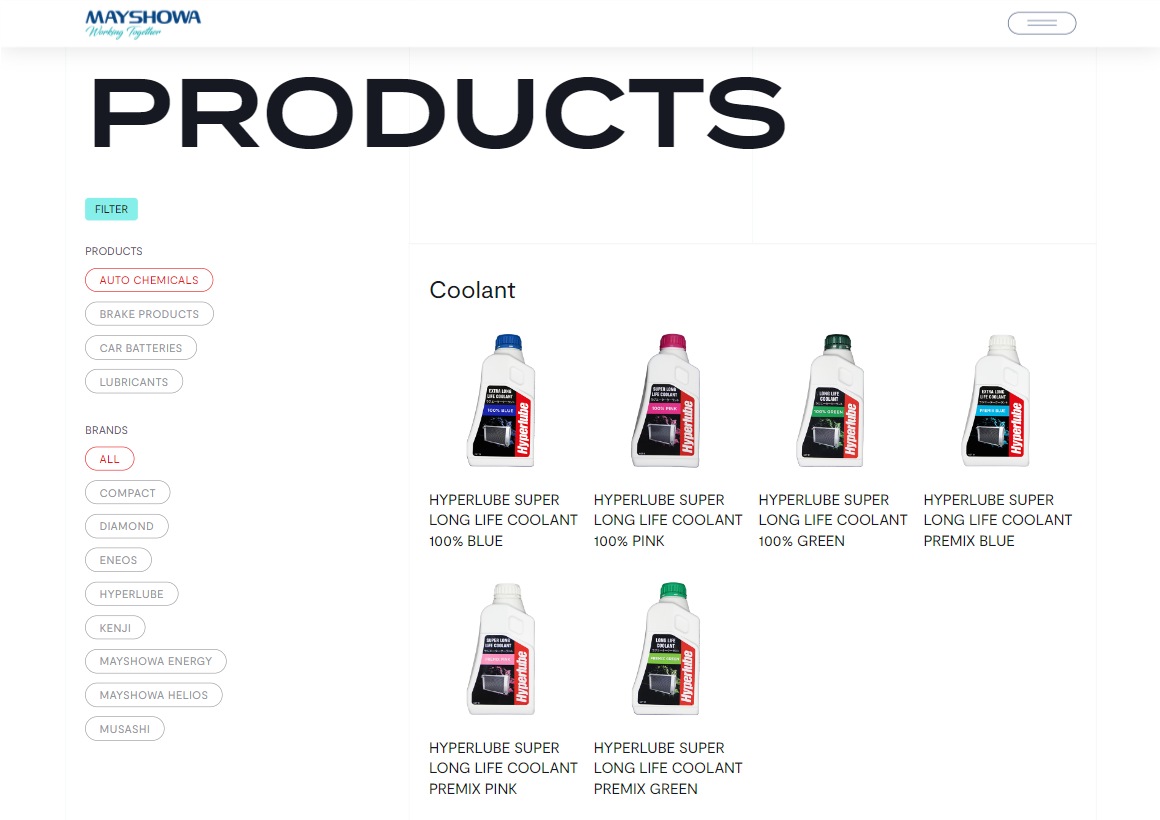 MAYSHOWA
Working Together
PRODUCTS
FILTER
PRODUCTS
AUTO CHEMICALS
BRAKE PRODUCTS
CAR BATTERIES
LUBRICANTS
BRANDS
ALL
COMPACT
DIAMOND
ENEOS
HYPERLUBE
KENJI
MAYSHOWA ENERGY
MAYSHOWA HELIOS
MUSASHI
Coolant
EXTRA LONG
LIFE COOLANT
100% BLUE
Hyperlube
HYPERLUBE SUPER
LONG LIFE COOLANT
100% BLUE
SUPER LONG
LIFE COOLANT
100% PINK
Hyperlube
HYPERLUBE SUPER
LONG LIFE COOLANT
100% PINK
LONG LIFE
COOLANT
100% GREEN
Hyperlube
HYPERLUBE SUPER
LONG LIFE COOLANT
100% GREEN
EXTRA LONG
LIFE COOLANT
PREMIX BLUE
Hyperlube
HYPERLUBE SUPER
LONG LIFE COOLANT
PREMIX BLUE
SUPER LONG
LIFE COOLANT
PREMIX PINK
Hyperlube
HYPERLUBE SUPER
LONG LIFE COOLANT
PREMIX PINK
LONG LIFE
COOLANT
PREMIX GREEN
Hyperlube
HYPERLUBE SUPER
LONG LIFE COOLANT
PREMIX GREEN